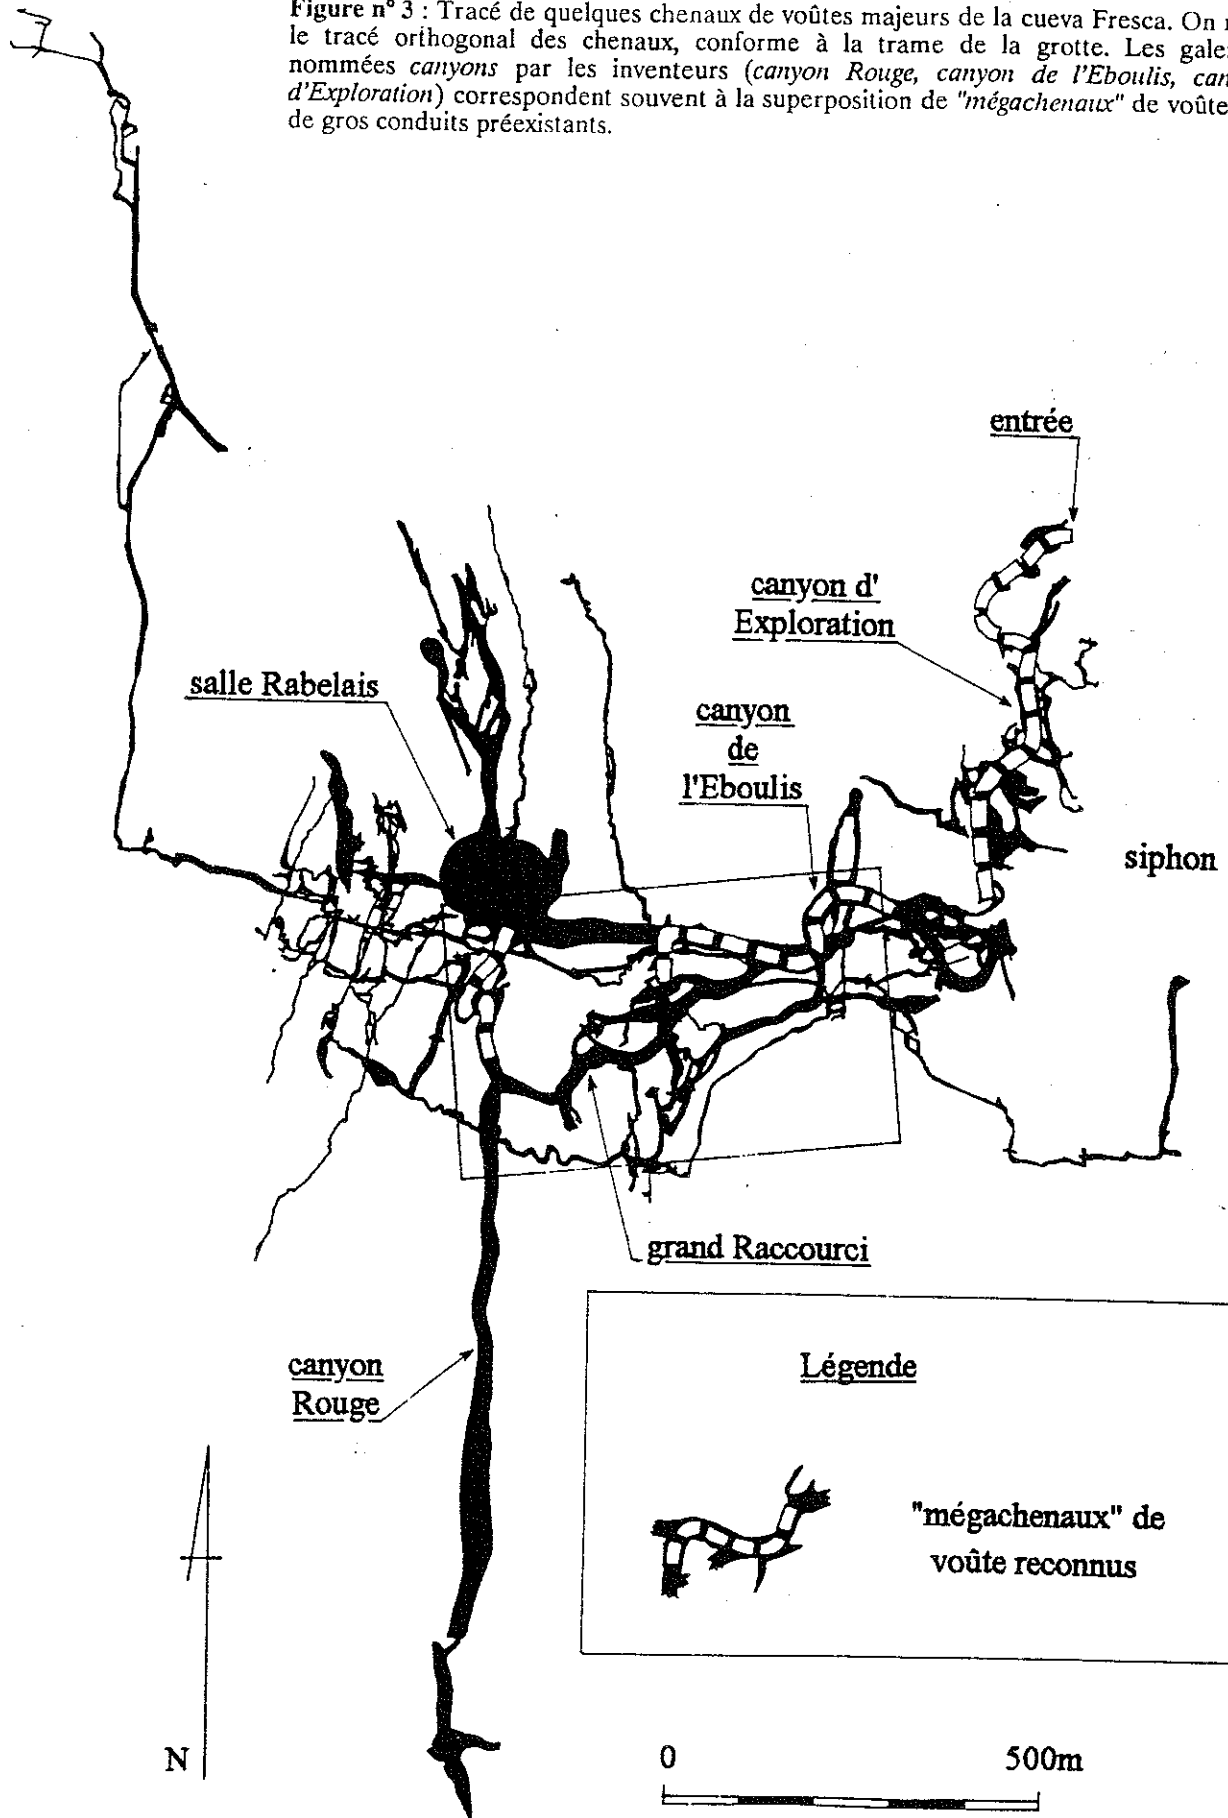 Figure n° 3 : Tracé de quelques chenaux de voûtes majeurs de la cueva Fresca. On
le tracé orthogonal des chenaux, conforme à la trame de la grotte. Les
nommées canyons par les inventeurs (canyon Rouge, canyon de l'Eboulis,
d'Exploration) correspondent souvent à la superposition de "mégachenaux" de
de gros conduits préexistants.
entrée
canyon d'
Exploration
salle Rabelais
canyon
de
l'Eboulis
siphon
grand Raccourci
canyon
Rouge
Légende
"mégachenaux" de
voûte reconnus
N
0 500m